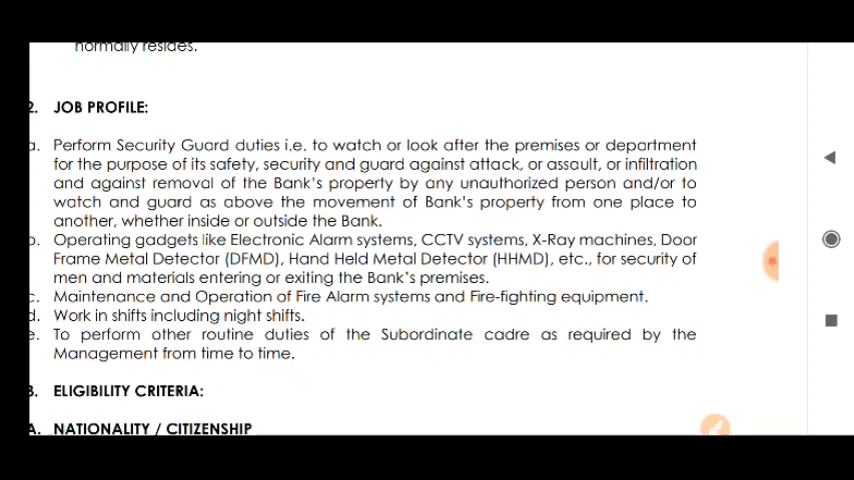 normally resides.
2. JOB PROFILE:
a. Perform Security Guard duties i.e. to watch or look after the premises or department
for the purpose of its safety, security and guard against attack, or assault, or infiltration
and against removal of the Bank's property by any unauthorized person and/or to
watch and guard as above the movement of Bank's property from one place to
another, whether inside or outside the Bank.
b. Operating gadgets like Electronic Alarm systems, CCTV systems, X-Ray machines, Door
Frame Metal Detector (DFMD), Hand Held Metal Detector (HHMD), etc., for security of
men and materials entering or exiting the Bank's premises.
c. Maintenance and Operation of Fire Alarm systems and Fire-fighting equipment.
d. Work in shifts including night shifts.
e. To perform other routine duties of the Subordinate cadre as required by the
Management from time to time.
3. ELIGIBILITY CRITERIA:
A. NATIONALITY / CITIZENSHIP